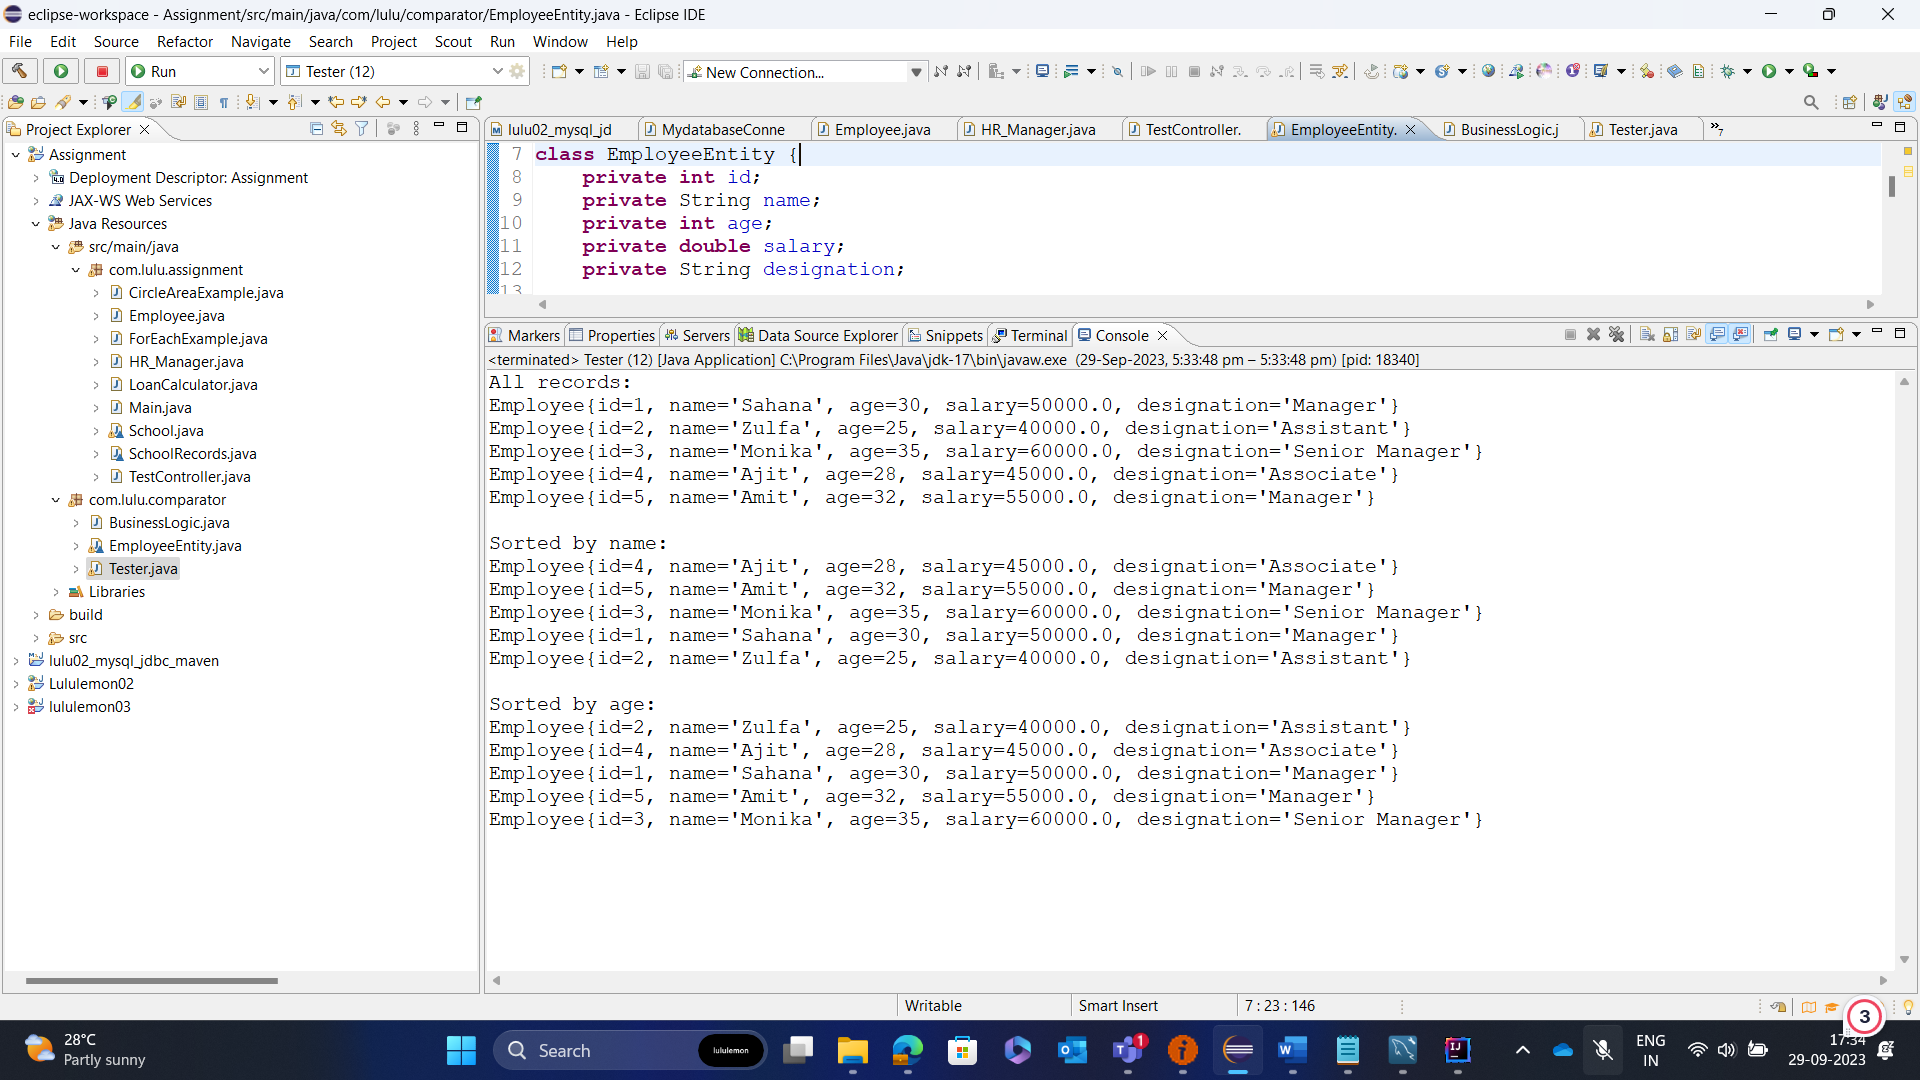 eclipse-workspace - Assignment/src/main/java/com/lulu/comparator/EmployeeEntity.java - Eclipse IDE
File Edit Source Refactor Navigate Search Project Scout Run Window Help
Run Tester (12) New Connection...
Project Explorer
Assignment
Deployment Descriptor: Assignment
JAX-WS Web Services
Java Resources
src/main/java
com.lulu.assignment
CircleAreaExample.java
Employee.java
ForEachExample.java
HR_Manager.java
LoanCalculator.java
Main.java
School.java
SchoolRecords.java
TestController.java
com.lulu.comparator
BusinessLogic.java
EmployeeEntity.java
Tester.java
Libraries
build
src
lulu02_mysql_jdbc_maven
Lululemon02
lululemon03
lulu02_mysql_jd MydatabaseConne Employee.java HR_Manager.java TestController. EmployeeEntity. BusinessLogic.j Tester.java »7
7 class EmployeeEntity {
8 private int id;
9 private String name;
10 private int age;
11 private double salary;
12 private String designation;
13
Markers Properties Servers Data Source Explorer Snippets Terminal Console
<terminated> Tester (12) [Java Application] C:\Program Files\Java\jdk-17\bin\javaw.exe (29-Sep-2023, 5:33:48 pm – 5:33:48 pm) [pid: 18340]
All records:
Employee{id=1, name='Sahana', age=30, salary=50000.0, designation='Manager'}
Employee{id=2, name='Zulfa', age=25, salary=40000.0, designation='Assistant'}
Employee{id=3, name='Monika', age=35, salary=60000.0, designation='Senior Manager'}
Employee{id=4, name='Ajit', age=28, salary=45000.0, designation='Associate'}
Employee{id=5, name='Amit', age=32, salary=55000.0, designation='Manager'}
Sorted by name:
Employee{id=4, name='Ajit', age=28, salary=45000.0, designation='Associate'}
Employee{id=5, name='Amit', age=32, salary=55000.0, designation='Manager'}
Employee{id=3, name='Monika', age=35, salary=60000.0, designation='Senior Manager'}
Employee{id=1, name='Sahana', age=30, salary=50000.0, designation='Manager'}
Employee{id=2, name='Zulfa', age=25, salary=40000.0, designation='Assistant'}
Sorted by age:
Employee{id=2, name='Zulfa', age=25, salary=40000.0, designation='Assistant'}
Employee{id=4, name='Ajit', age=28, salary=45000.0, designation='Associate'}
Employee{id=1, name='Sahana', age=30, salary=50000.0, designation='Manager'}
Employee{id=5, name='Amit', age=32, salary=55000.0, designation='Manager'}
Employee{id=3, name='Monika', age=35, salary=60000.0, designation='Senior Manager'}
Writable Smart Insert 7 : 23 : 146
3
28°C
Partly sunny
Search lululemon
1
ENG
IN
17:34
29-09-2023